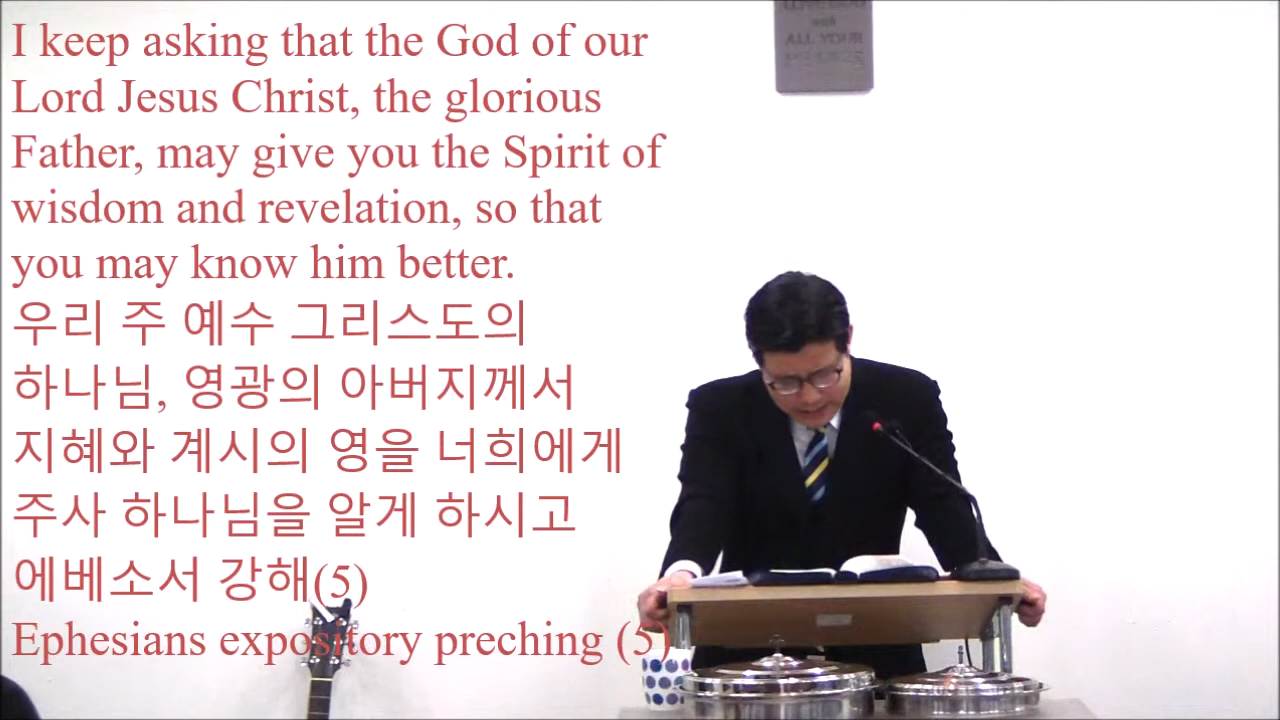 I keep asking that the God of our
Lord Jesus Christ, the glorious
Father, may give you the Spirit of
wisdom and revelation, so that
you may know him better.
우리 주 예수 그리스도의
하나님, 영광의 아버지께서
지혜와 계시의 영을 너희에게
주사 하나님을 알게 하시고
에베소서 강해(5)
Ephesians expository preching (5)
with
ALL YOUR